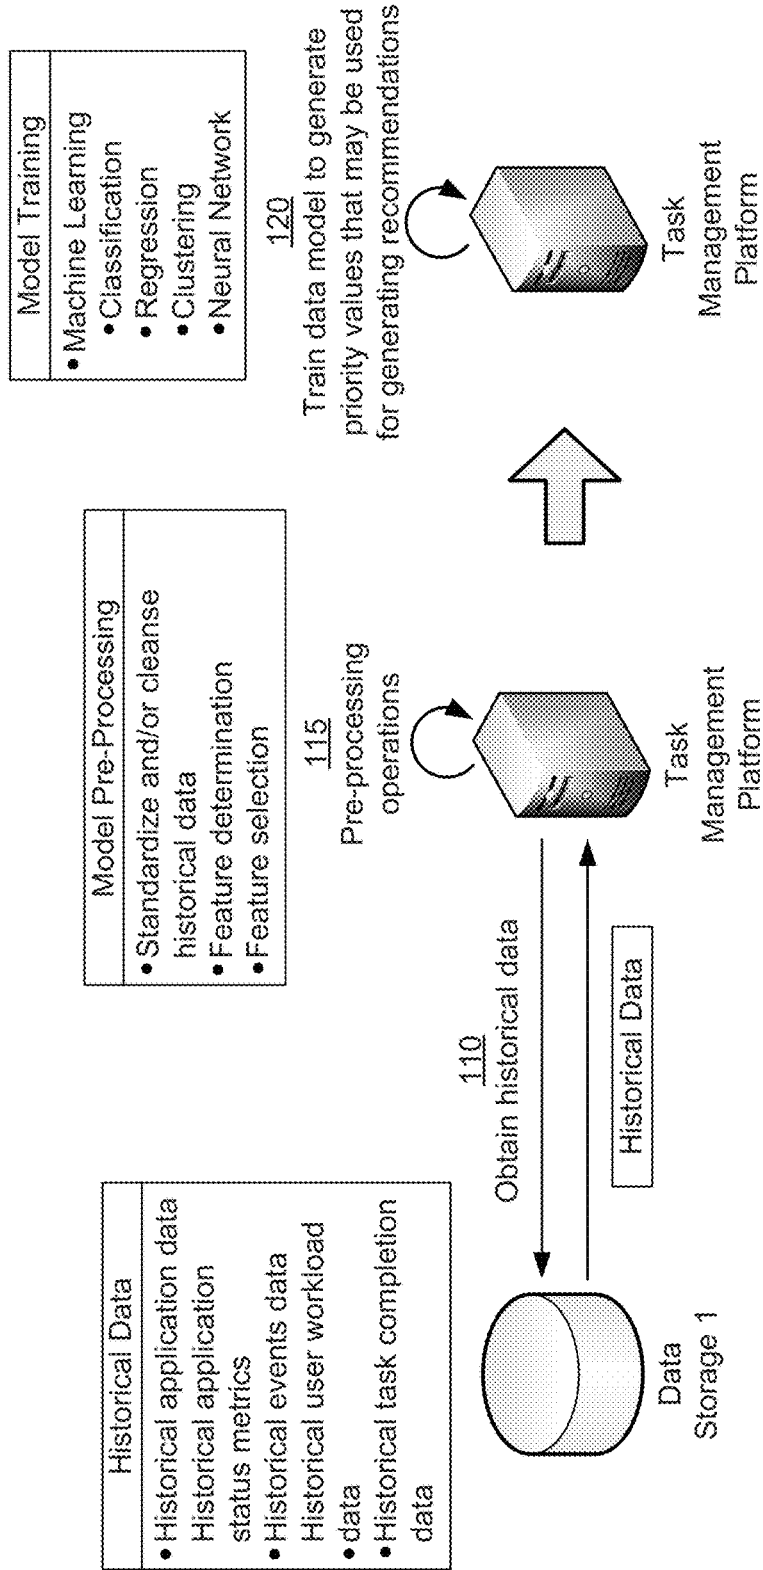 Historical Data
• Historical application data
Historical application
status metrics
• Historical events data
Historical user workload
• data
• Historical task completion
data
Data
Storage 1
110
Obtain historical data
Historical Data
Model Pre-Processing
• Standardize and/or cleanse
historical data
• Feature determination
• Feature selection
115
Pre-processing
operations
Task
Management
Platform
Model Training
• Machine Learning
• Classification
• Regression
• Clustering
• Neural Network
120
Train data model to generate
priority values that may be used
for generating recommendations
Task
Management
Platform